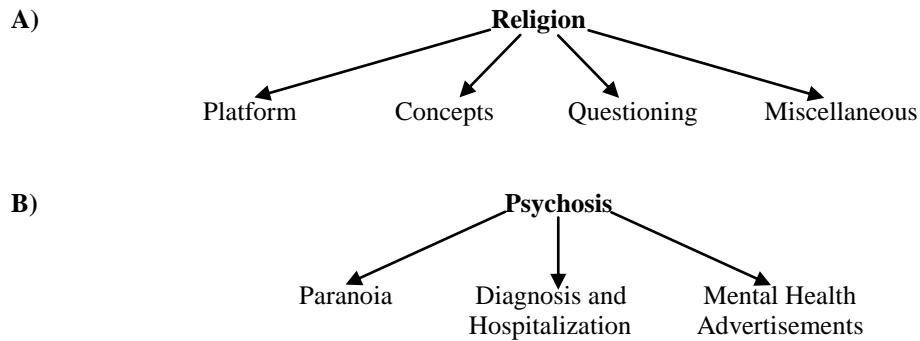 A) Religion
Platform Concepts Questioning Miscellaneous
B) Psychosis
Paranoia Diagnosis and Mental Health
Hospitalization Advertisements